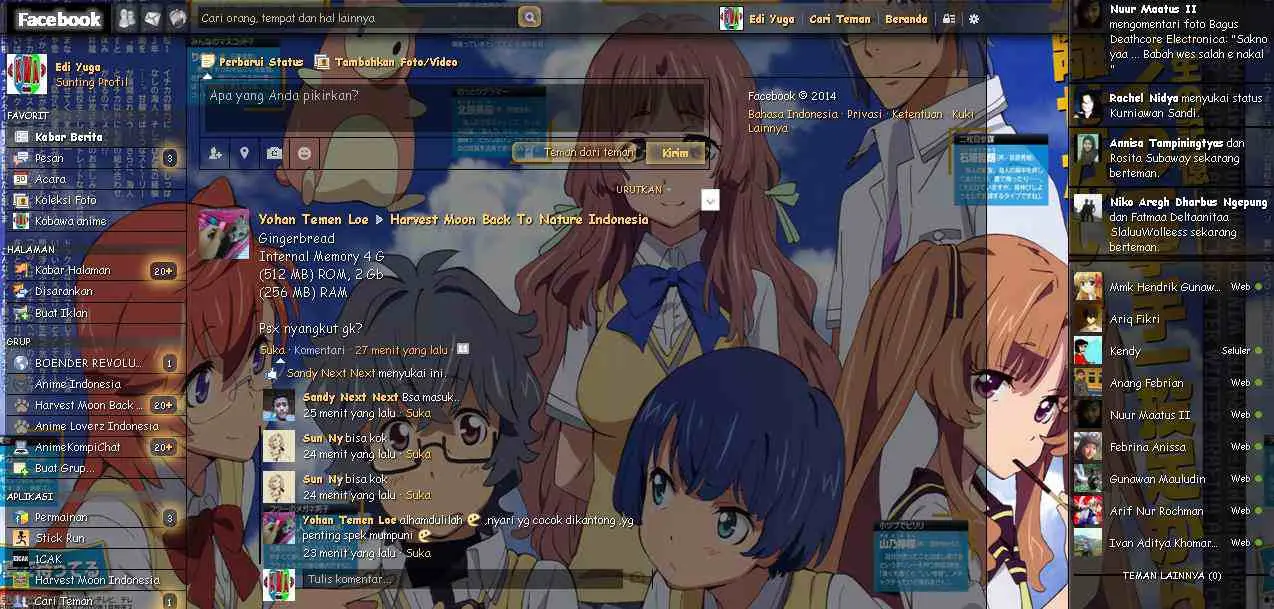 Facebook
Cari orang, tempat dan hal lainnya
Edi Yuga
Cari Teman
Beranda
Edi Yuga
Sunting Profil
FAVORIT
Kabar Berita
Pesan
3
Acara
Koleksi Foto
Kobawa anime
HALAMAN
Kabar Halaman
20+
Disarankan
Buat Iklan
GRUP
BOENDER REVOLU...
1
Anime Indonesia
Harvest Moon Back ...
20+
Anime Loverz Indonesia
AnimeKompiChat
20+
Buat Grup...
APLIKASI
Permainan
3
Stick Run
1CAK
Harvest Moon Indonesia
Cari Teman
1
Perbarui Status
Tambahkan Foto/Video
Apa yang Anda pikirkan?
Teman dari teman
Kirim
URUTKAN
Yohan Temen Loe ▷ Harvest Moon Back To Nature Indonesia
Gingerbread
Internal Memory 4 G
(512 MB) ROM, 2 Gb
(256 MB) RAM
Psx nyangkut gk?
Suka · Komentari · 27 menit yang lalu ·
Sandy Next Next menyukai ini.
Sandy Next Next Bsa masuk..
25 menit yang lalu · Suka
Sun Ny bisa kok
24 menit yang lalu · Suka
Sun Ny bisa kok
24 menit yang lalu · Suka
Yohan Temen Loe alhamdulilah ,nyari yg cocok dikantong ,yg
penting spek mumpuni
23 menit yang lalu · Suka
Tulis komentar...
Facebook © 2014
Bahasa Indonesia · Privasi · Ketentuan · Kuki ·
Lainnya
Nuur Maatus II
mengomentari foto Bagus
Deathcore Electronica: "Sakno
yaa ... Babah wes salah e nakal
"
Rachel Nidya menyukai status
Kurniawan Sandi.
Annisa Tampiningtyas dan
Rosita Subaway sekarang
berteman.
Niko Aregh Dharbus Ngepung
dan Fatmaa Deltaanitaa
SlaluuWolleess sekarang
berteman.
Mmk Hendrik Gunaw...
Web
Ariq Fikri
Kendy
Seluler
Anang Febrian
Web
Nuur Maatus II
Web
Febrina Anissa
Web
Gunawan Mauludin
Web
Arif Nur Rochman
Web
Ivan Aditya Khomar...
Web
TEMAN LAINNYA (0)